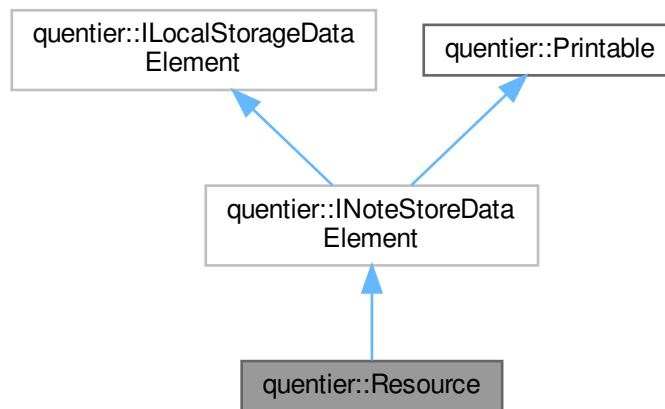 quentier::ILocalStorageData
Element
quentier::Printable
quentier::INoteStoreData
Element
quentier::Resource